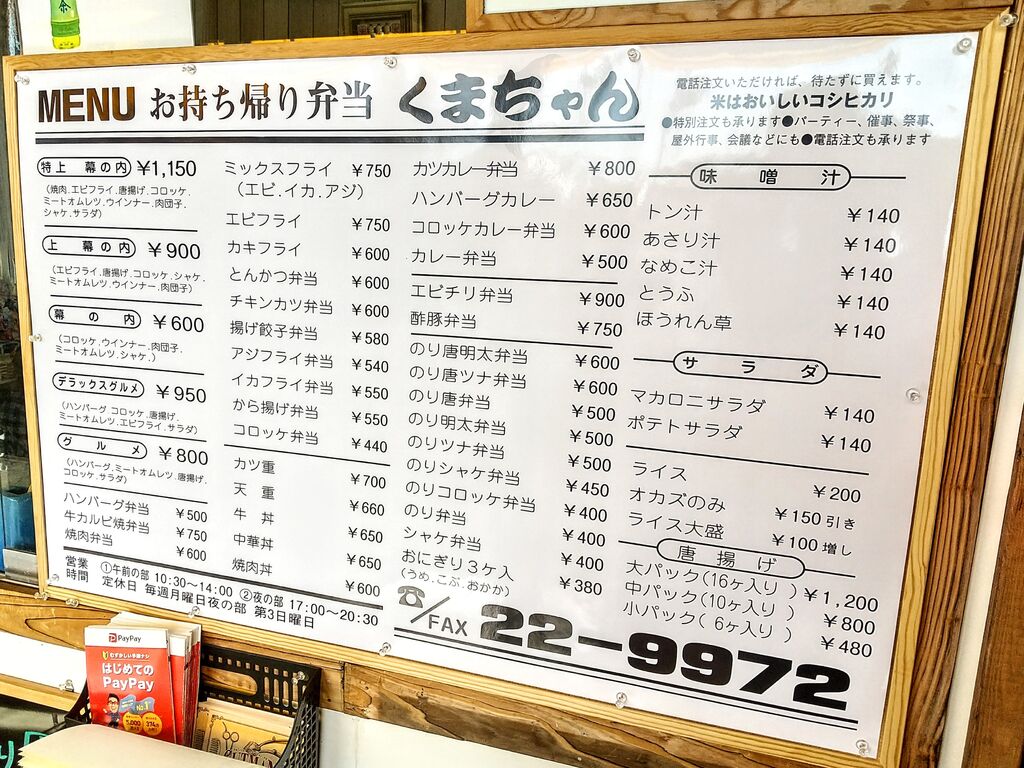 MENU お持ち帰り弁当 くまちゃん
電話注文いただければ、待たずに買えます。
米はおいしいコシヒカリ
●特別注文も承ります●パーティー、催事、祭事、
屋外行事、会議などにも●電話注文も承ります
特上 幕の内 ¥1,150
(焼肉.エビフライ.唐揚げ.コロッケ.
ミートオムレツ.ウインナー.肉団子.
シャケ.サラダ)
上 幕の内 ¥900
(エビフライ.唐揚げ.コロッケ.シャケ.
ミートオムレツ.ウインナー.肉団子)
幕の内 ¥600
(コロッケ.ウインナー.肉団子.
ミートオムレツ.シャケ.)
デラックスグルメ ¥950
(ハンバーグ.コロッケ.唐揚げ.
ミートオムレツ.エビフライ.サラダ)
グルメ ¥800
(ハンバーグ.ミートオムレツ.唐揚げ.
コロッケ.サラダ)
ハンバーグ弁当 ¥500
牛カルビ焼弁当 ¥750
焼肉弁当 ¥600
ミックスフライ ¥750
(エビ.イカ.アジ)
エビフライ ¥750
カキフライ ¥600
とんかつ弁当 ¥600
チキンカツ弁当 ¥600
揚げ餃子弁当 ¥580
アジフライ弁当 ¥540
イカフライ弁当 ¥550
から揚げ弁当 ¥550
コロッケ弁当 ¥440
カツ重 ¥700
天重 ¥660
牛丼 ¥650
中華丼 ¥650
焼肉丼 ¥600
カツカレー弁当 ¥800
ハンバーグカレー ¥650
コロッケカレー弁当 ¥600
カレー弁当 ¥500
エビチリ弁当 ¥900
酢豚弁当 ¥750
のり唐明太弁当 ¥600
のり唐ツナ弁当 ¥600
のり唐弁当 ¥500
のり明太弁当 ¥500
のりツナ弁当 ¥500
のりシャケ弁当 ¥450
のりコロッケ弁当 ¥400
のり弁当 ¥400
シャケ弁当 ¥400
おにぎり3ケ入 ¥380
(うめ.こぶ.おかか)
味噌汁
トン汁 ¥140
あさり汁 ¥140
なめこ汁 ¥140
とうふ ¥140
ほうれん草 ¥140
サラダ
マカロニサラダ ¥140
ポテトサラダ ¥140
ライス ¥200
オカズのみ ¥150引き
ライス大盛 ¥100増し
唐揚げ
大パック(16ヶ入り) ¥1,200
中パック(10ヶ入り) ¥800
小パック(6ヶ入り) ¥480
営業時間 ①午前の部 10:30~14:00 ②夜の部 17:00~20:30
定休日 毎週月曜日夜の部 第3日曜日
☎/FAX 22-9972
PayPay
むずかしい手続ナシ
はじめての
PayPay